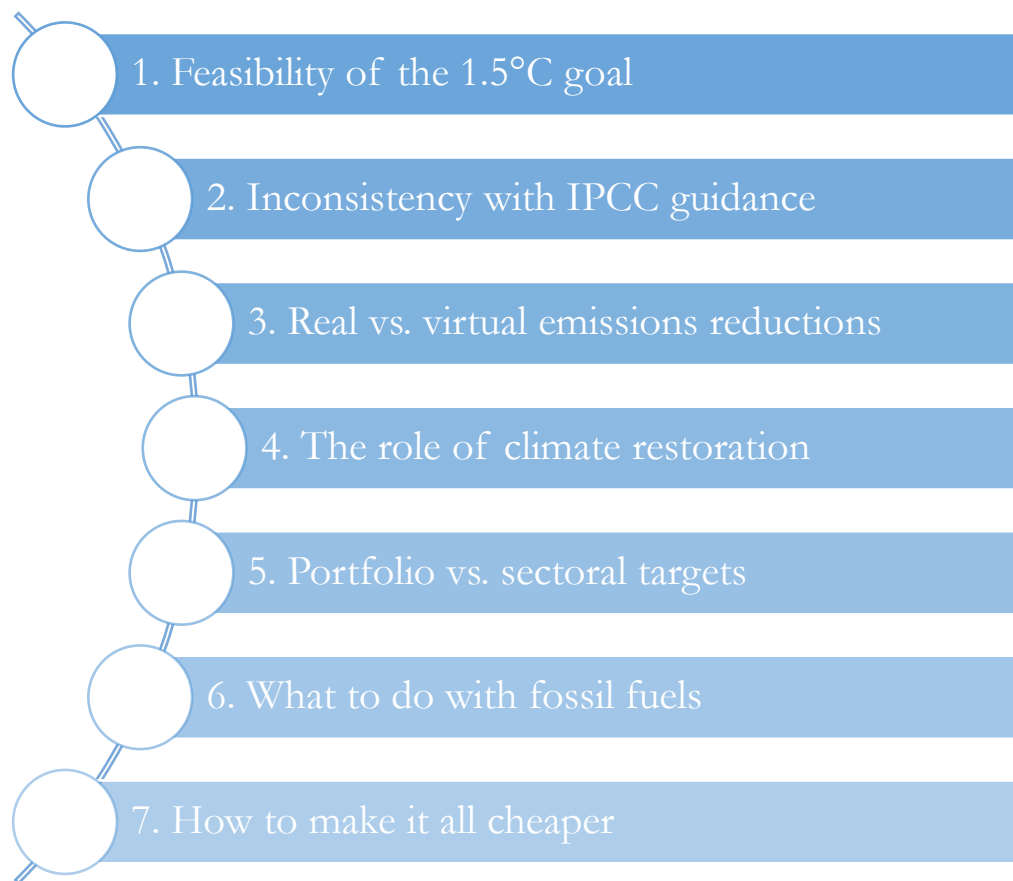 1. Feasibility of the 1.5°C goal
2. Inconsistency with IPCC guidance
3. Real vs. virtual emissions reductions
4. The role of climate restoration
5. Portfolio vs. sectoral targets
6. What to do with fossil fuels
7. How to make it all cheaper